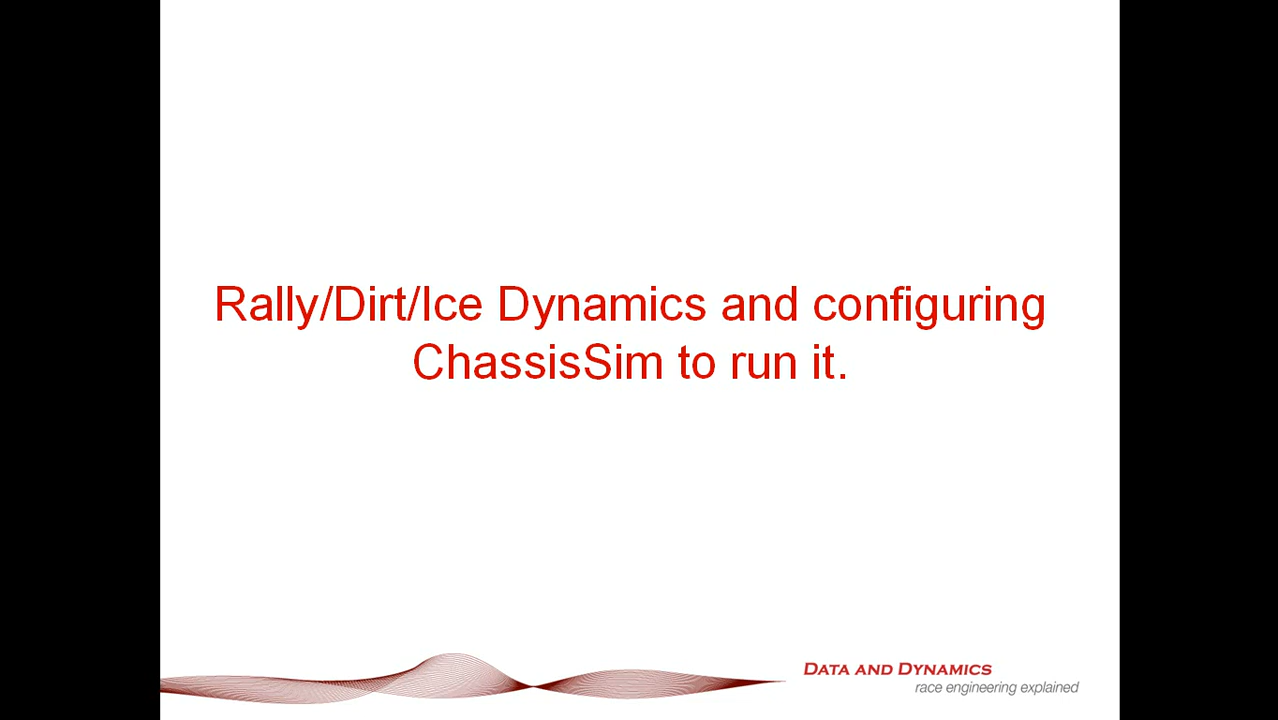 Rally/Dirt/Ice Dynamics and configuring
ChassisSim to run it.
DATA AND DYNAMICS
race engineering explained